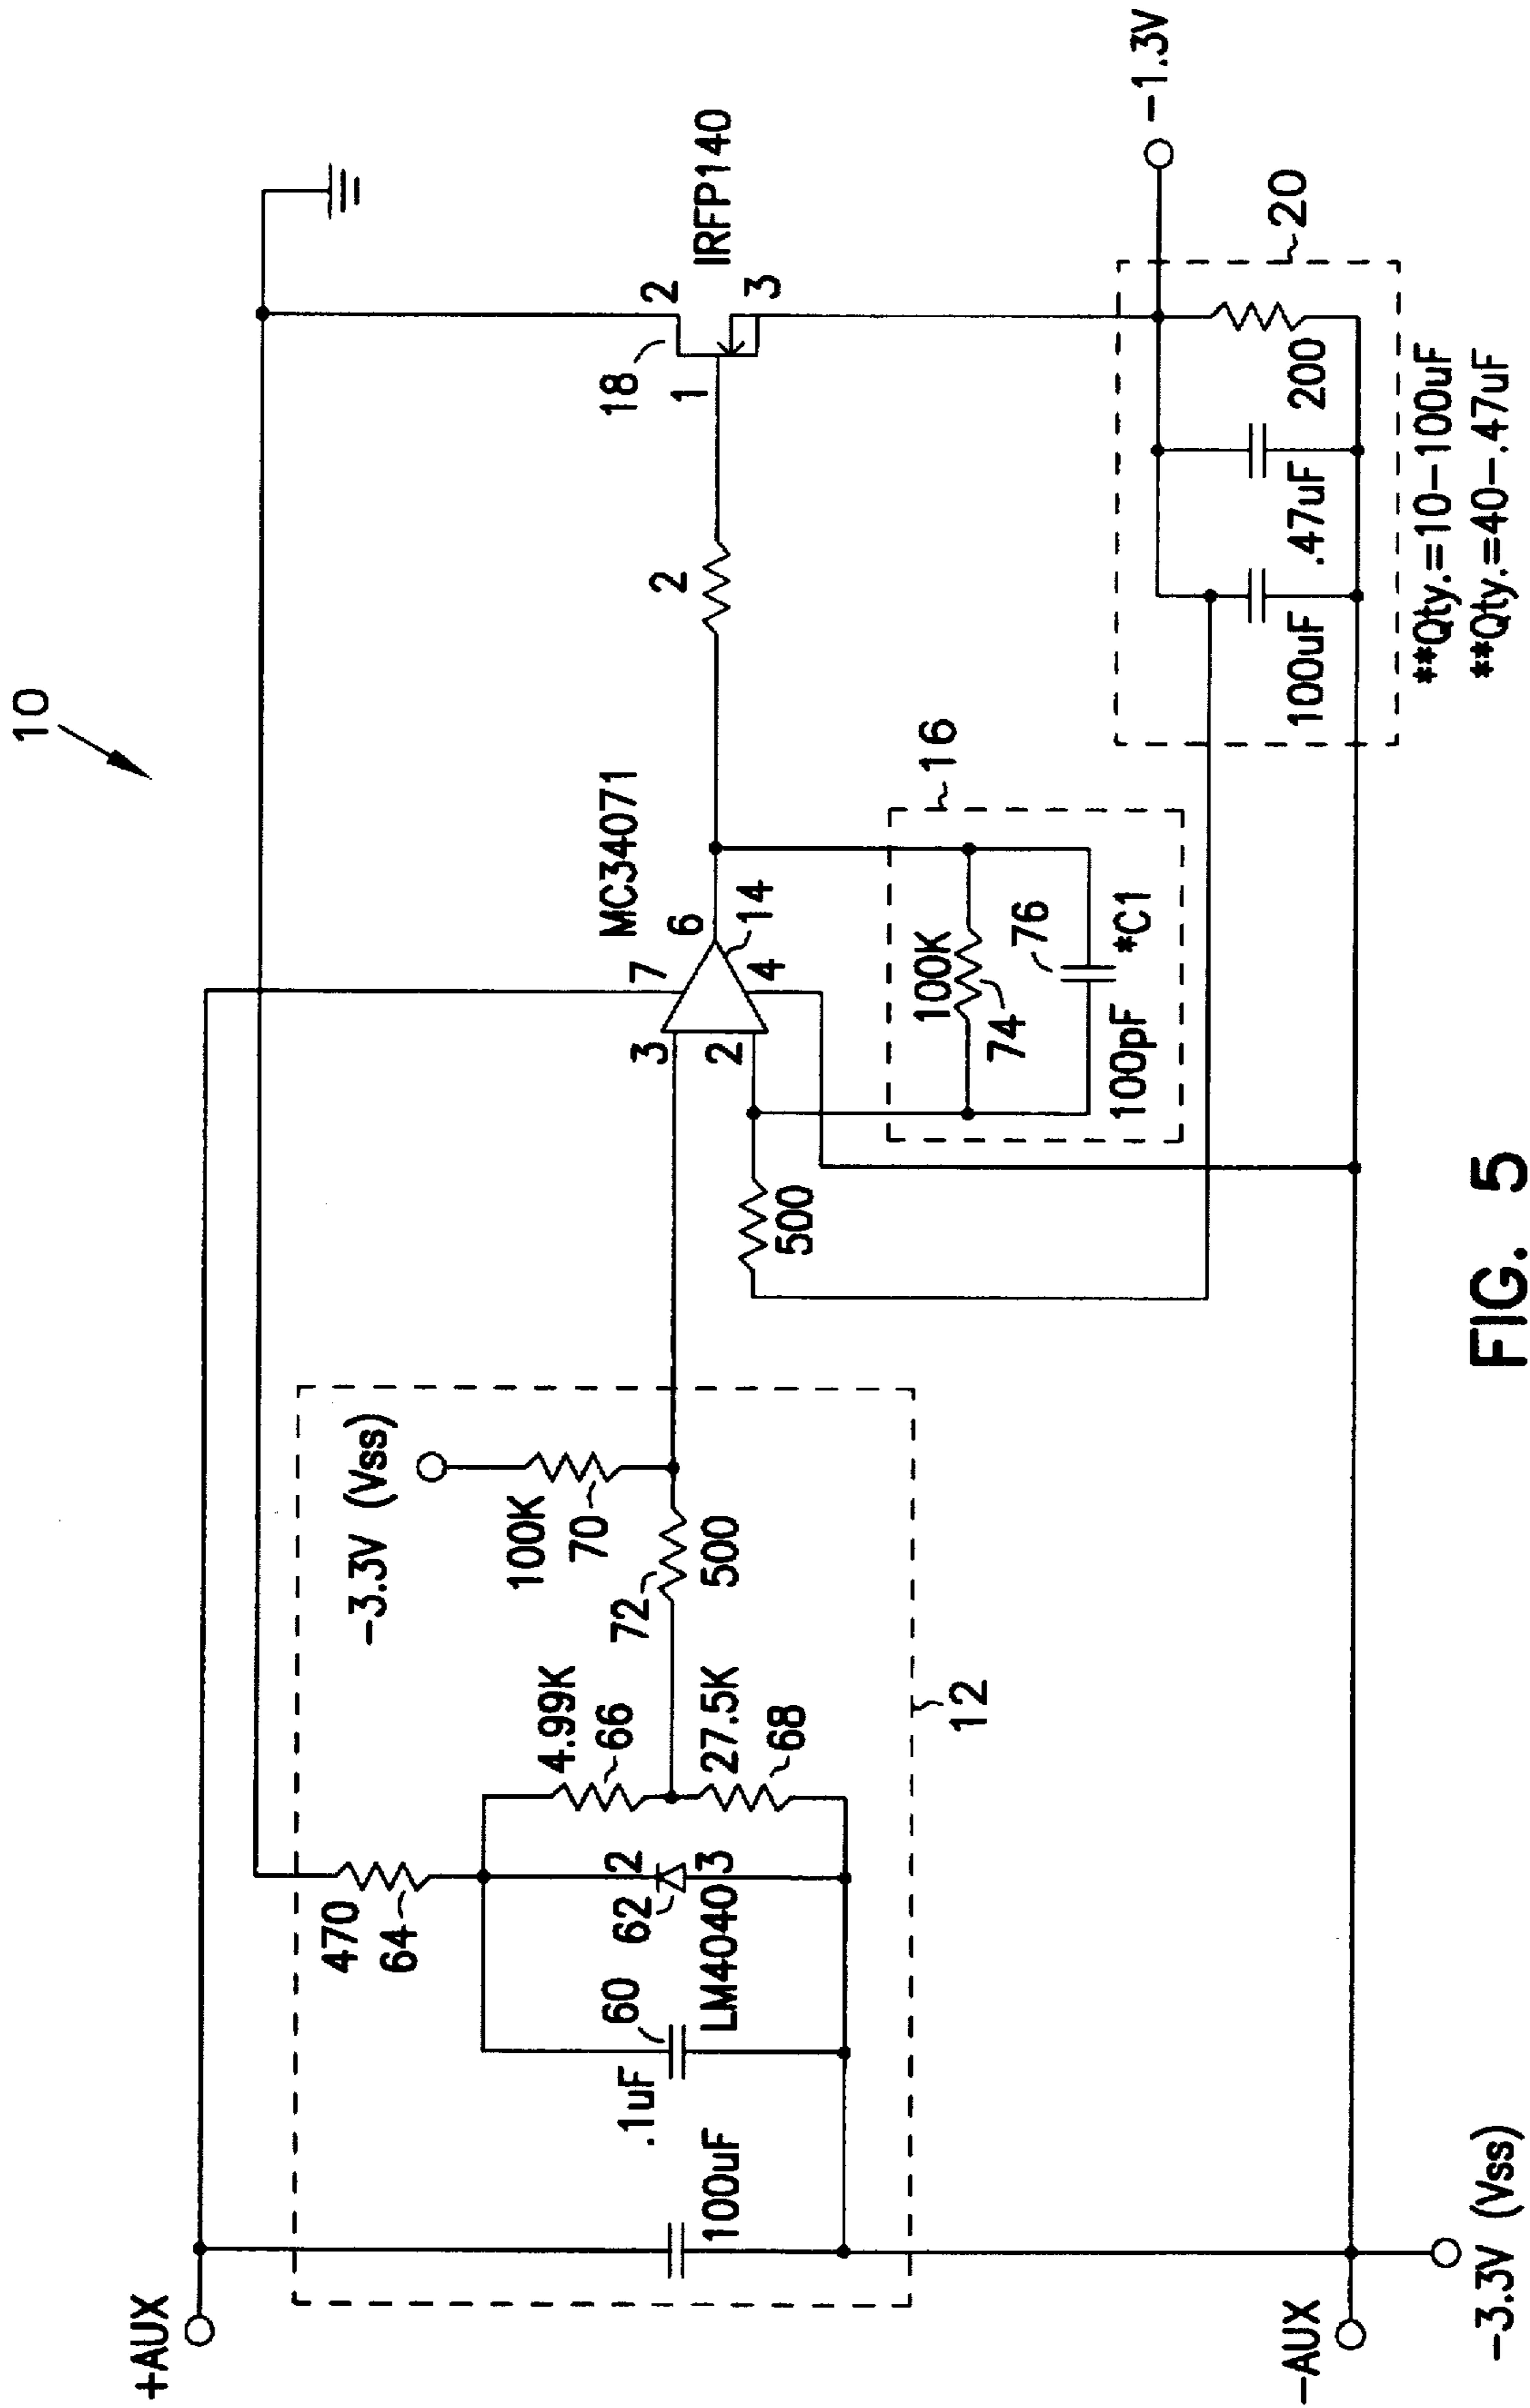 10
+AUX
-AUX
-3.3V (Vss)
100uF
.1uF
60
LM4040
62
2
3
470
64
4.99K
66
27.5K
68
12
72
500
-3.3V (Vss)
100K
70
3
2
500
MC34071
7
6
14
4
16
100K
74
76
100pF
*C1
2
18
1
2
3
IRFP140
100uF
.47uF
200
20
-1.3V
**Qty.=10-100uF
**Qty.=40-.47uF
FIG. 5